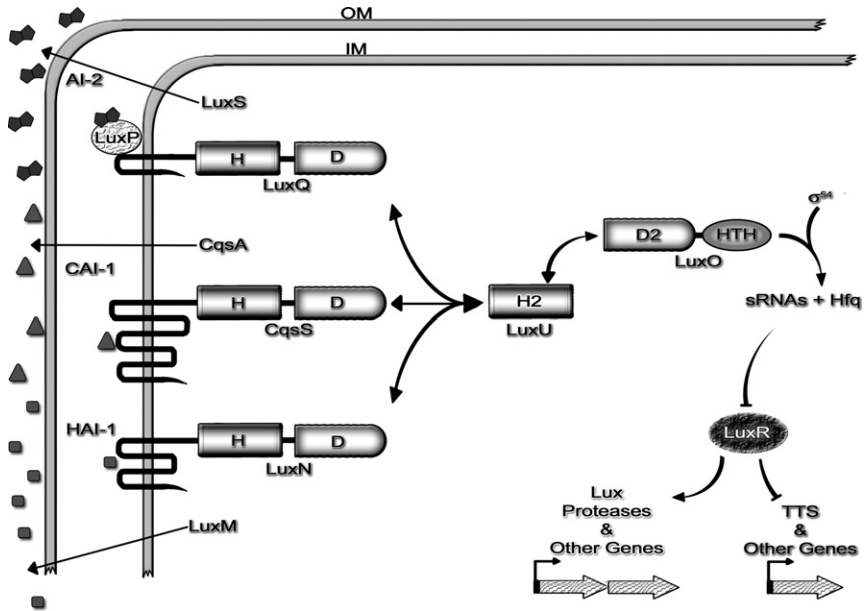 OM
IM
AI-2
LuxS
LuxP
H
D
LuxQ
σ54
CqsA
D2
HTH
LuxO
CAI-1
H
D
CqsS
H2
LuxU
sRNAs + Hfq
HAI-1
H
D
LuxN
LuxR
LuxM
Lux
Proteases
&
Other Genes
TTS
&
Other Genes